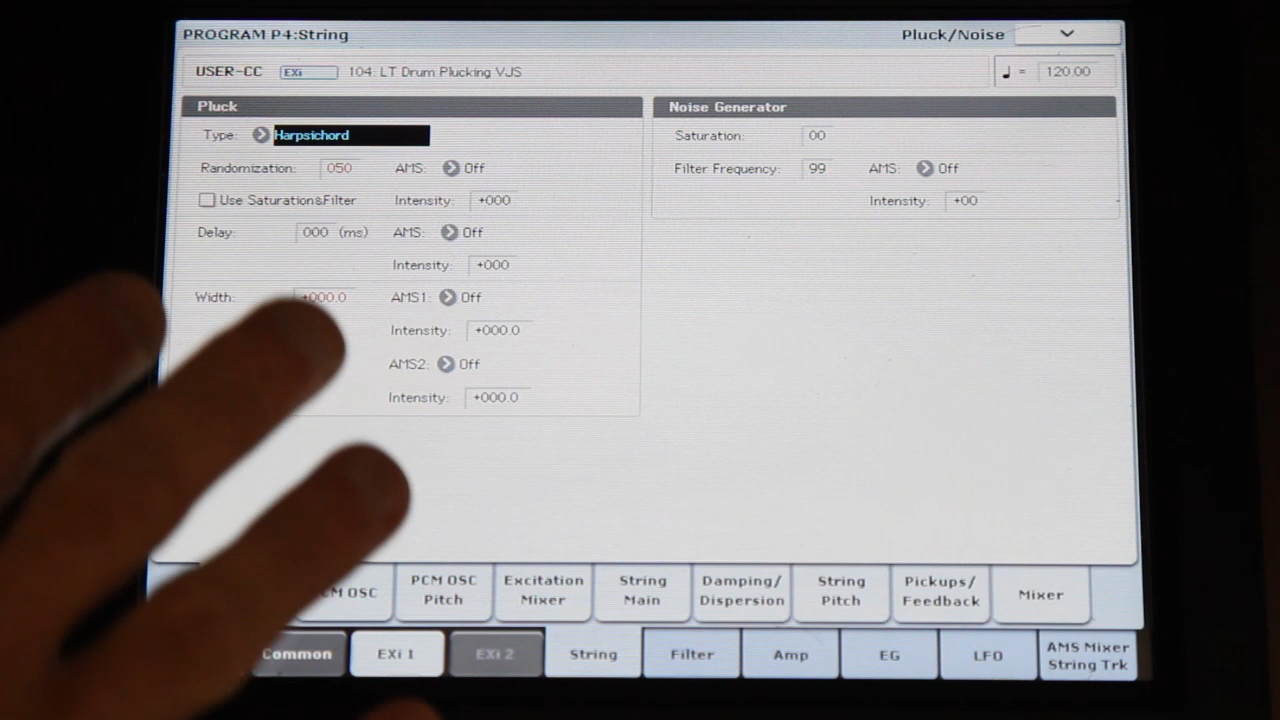 PROGRAM P4:String
Pluck/Noise
USER-CC EXi 104: LT Drum Plucking VJS
♩ = 120.00
Pluck
Type: Harpsichord
Randomization: 050 AMS: Off
Use Saturation&Filter Intensity: +000
Delay: 000 (ms) AMS: Off
Intensity: +000
Width: +000.0 AMS1: Off
Intensity: +000.0
AMS2: Off
Intensity: +000.0
Noise Generator
Saturation: 00
Filter Frequency: 99 AMS: Off
Intensity: +00
OSC
PCM OSC
Pitch
Excitation
Mixer
String
Main
Damping/
Dispersion
String
Pitch
Pickups/
Feedback
Mixer
Common
EXi 1
EXi 2
String
Filter
Amp
EG
LFO
AMS Mixer
String Trk